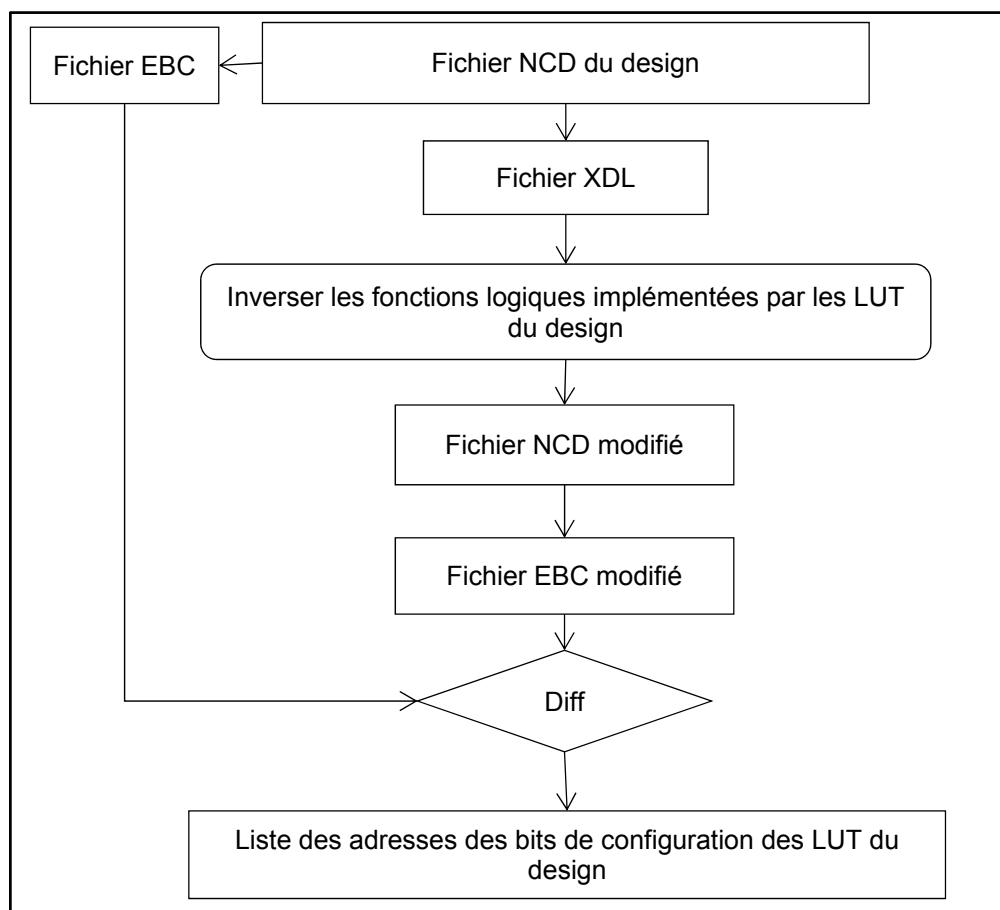 Fichier EBC
Fichier NCD du design
Fichier XDL
Inverser les fonctions logiques implémentées par les LUT
du design
Fichier NCD modifié
Fichier EBC modifié
Diff
Liste des adresses des bits de configuration des LUT du
design